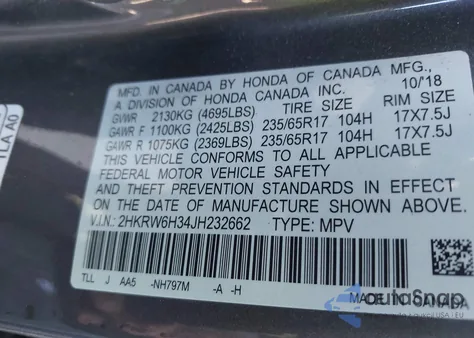 MFD. IN CANADA BY HONDA OF CANADA MFG.,
A DIVISION OF HONDA CANADA INC. 10/18
GVWR 2130KG (4695LBS) TIRE SIZE RIM SIZE
GAWR F 1100KG (2425LBS) 235/65R17 104H 17X7.5J
GAWR R 1075KG (2369LBS) 235/65R17 104H 17X7.5J
THIS VEHICLE CONFORMS TO ALL APPLICABLE
FEDERAL MOTOR VEHICLE SAFETY
AND THEFT PREVENTION STANDARDS IN EFFECT
ON THE DATE OF MANUFACTURE SHOWN ABOVE.
V.I.N.: 2HKRW6H34JH232662 TYPE: MPV
TLL J AA5 -NH797M -A -H
TLA A0
autoSnap